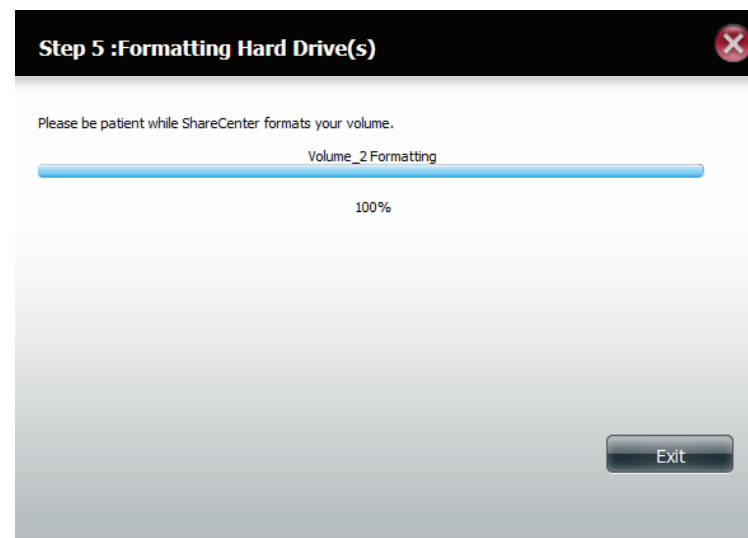 Step 5 :Formatting Hard Drive(s)
Please be patient while ShareCenter formats your volume.
Volume_2 Formatting
100%
Exit